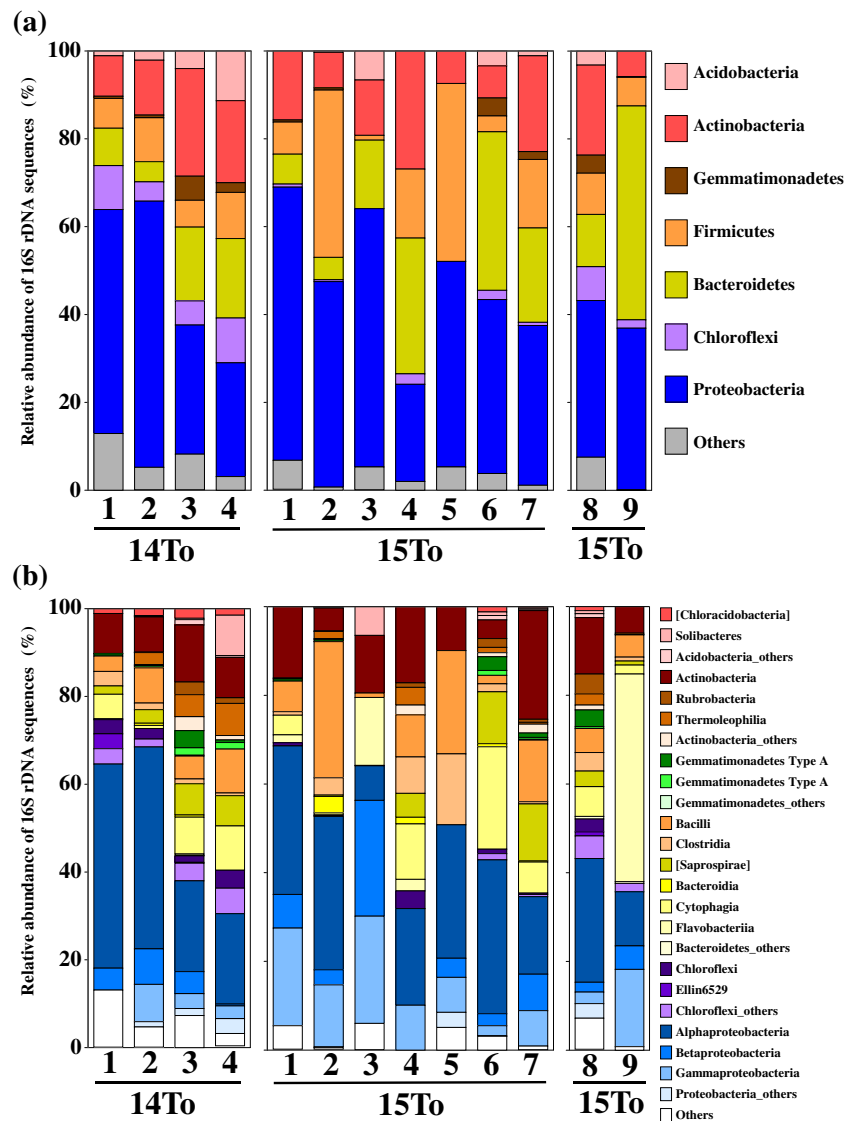 (a)
Relative abundance of 16S rDNA sequences (%)
100
80
60
40
20
0
1 2 3 4
14To
1 2 3 4 5 6 7
15To
8 9
15To
Acidobacteria
Actinobacteria
Gemmatimonadetes
Firmicutes
Bacteroidetes
Chloroflexi
Proteobacteria
Others
(b)
Relative abundance of 16S rDNA sequences (%)
100
80
60
40
20
0
1 2 3 4
14To
1 2 3 4 5 6 7
15To
8 9
15To
[Chloracidobacteria]
Solibacteres
Acidobacteria_others
Actinobacteria
Rubrobacteria
Thermoleophilia
Actinobacteria_others
Gemmatimonadetes Type A
Gemmatimonadetes Type A
Gemmatimonadetes_others
Bacilli
Clostridia
[Saprospirae]
Bacteroidia
Cytophagia
Flavobacteriia
Bacteroidetes_others
Chloroflexi
Ellin6529
Chloroflexi_others
Alphaproteobacteria
Betaproteobacteria
Gammaproteobacteria
Proteobacteria_others
Others